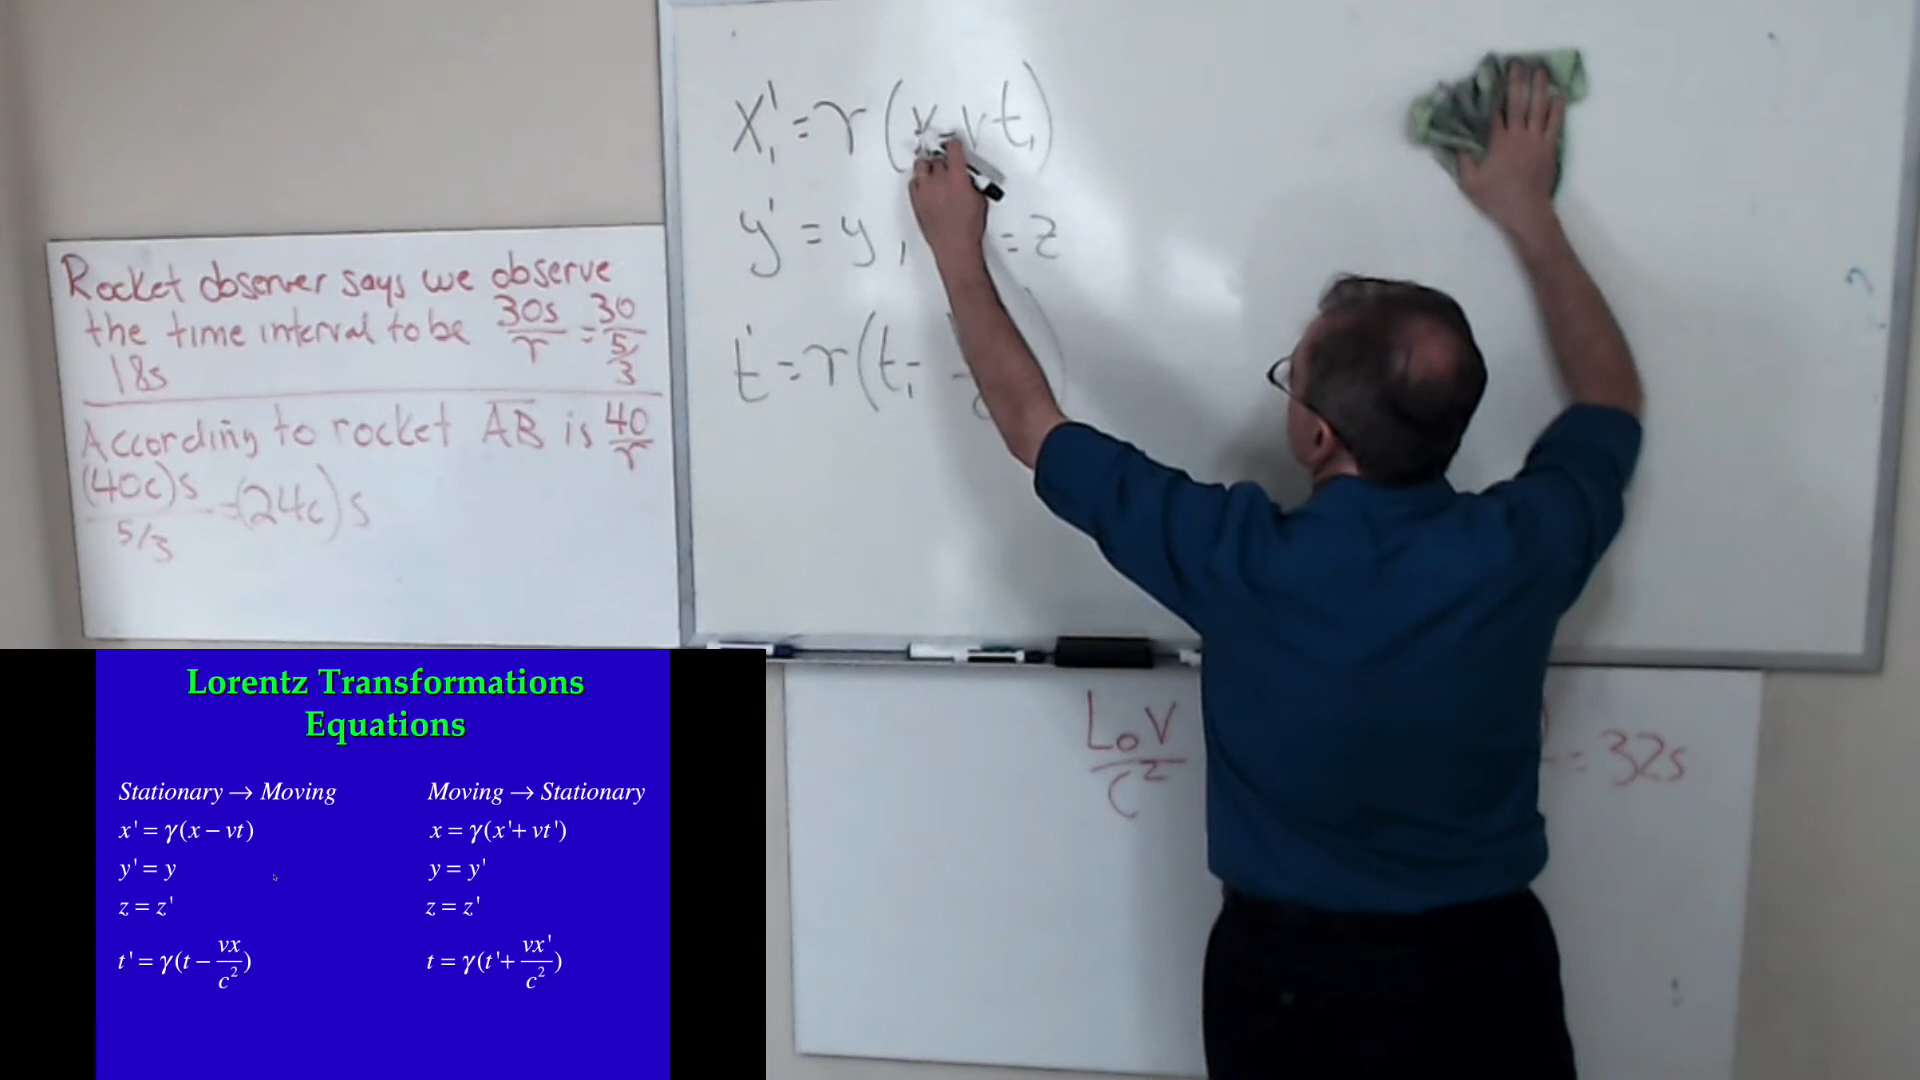 Rocket observer says we observe
the time interval to be 30s/r = 30/5/3
18s
According to rocket AB is 40/r
(40c)s/5/3 = (24c)s
x₁' = r(x-vt₁)
y' = y, = z
t' = r(t₁-
L₀V/c²
= 32s
Lorentz Transformations
Equations
Stationary → Moving
x' = γ(x − vt)
y' = y
z = z'
t' = γ(t − vx/c²)
Moving → Stationary
x = γ(x'+ vt')
y = y'
z = z'
t = γ(t'+ vx'/c²)